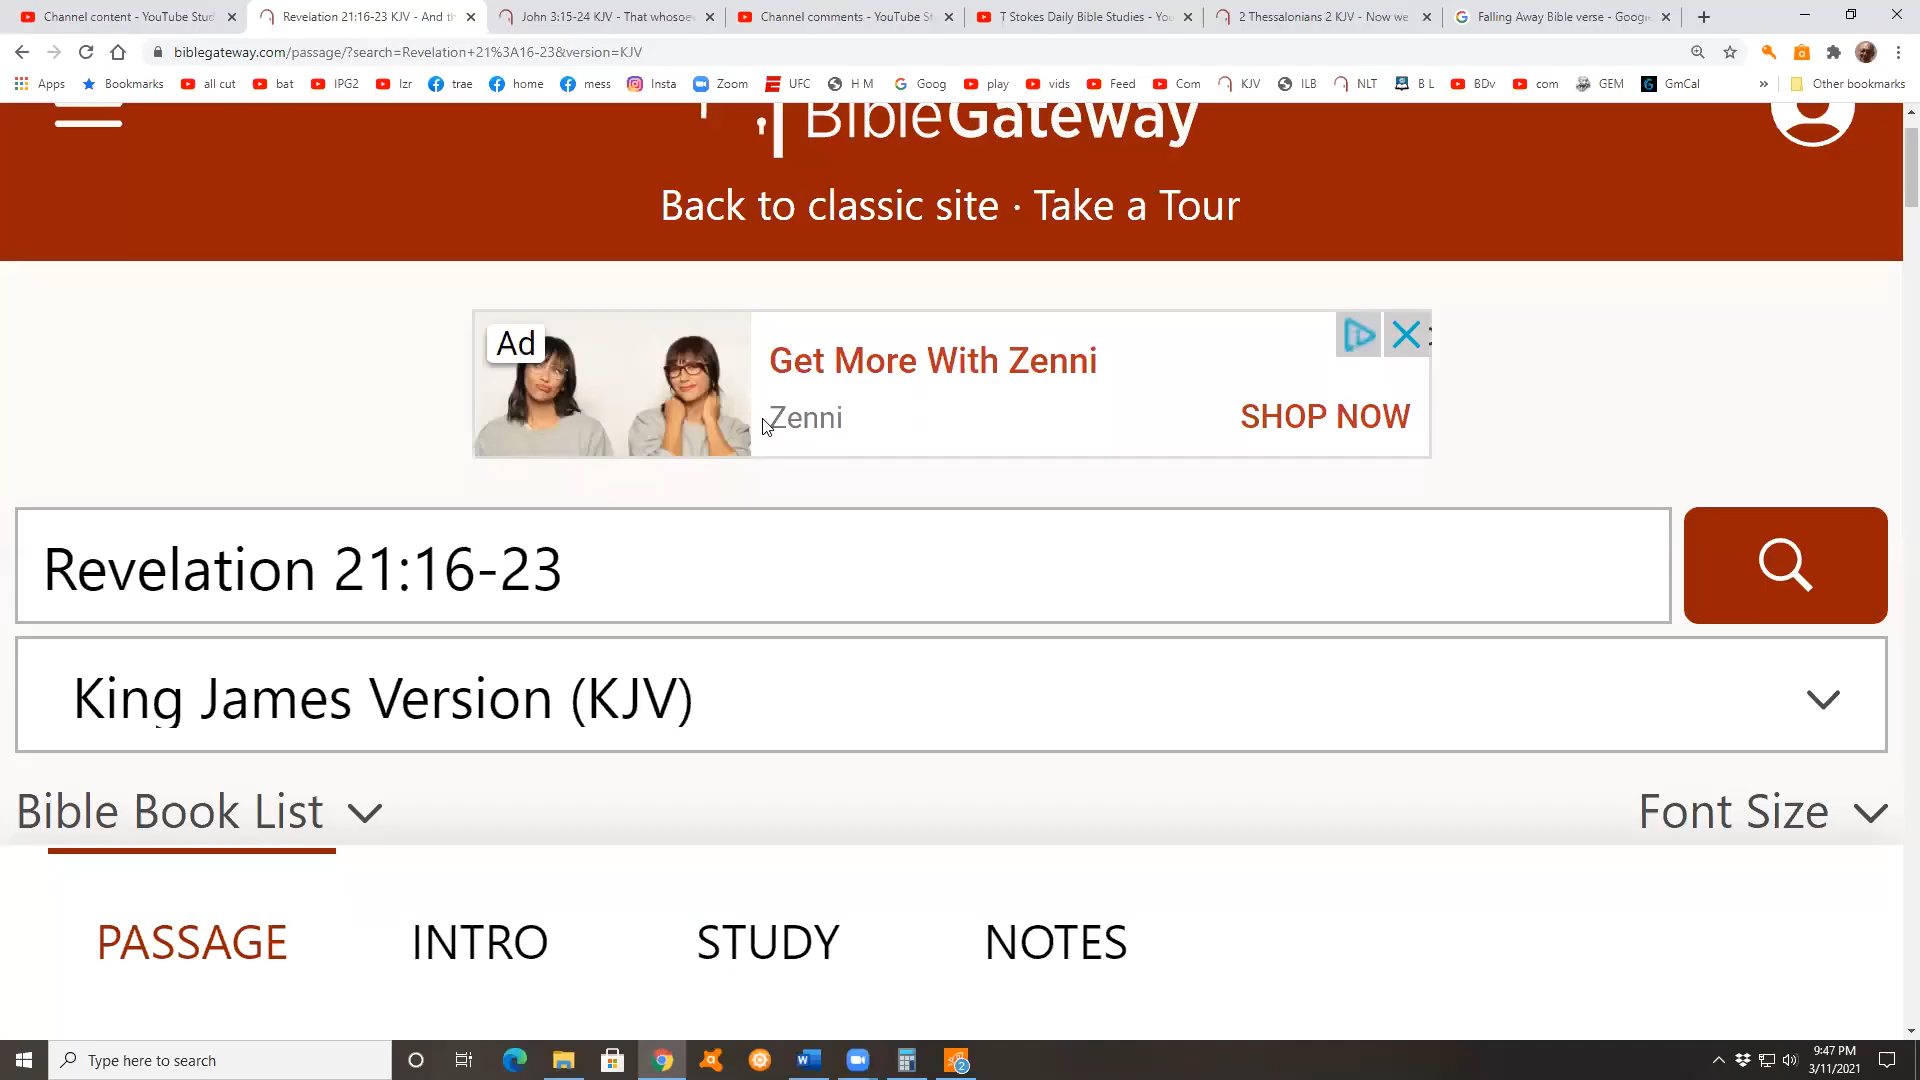 Channel content - YouTube Stud
Revelation 21:16-23 KJV - And th
John 3:15-24 KJV - That whosoev
Channel comments - YouTube St
T Stokes Daily Bible Studies - You
2 Thessalonians 2 KJV - Now we
Falling Away Bible verse - Google
biblegateway.com/passage/?search=Revelation+21%3A16-23&version=KJV
Apps Bookmarks all cut bat IPG2 lzr trae home mess Insta Zoom UFC H M Goog play vids Feed Com KJV ILB NLT B L BDv com GEM GmCal » Other bookmarks
BibleGateway
Back to classic site · Take a Tour
Ad
Get More With Zenni
Zenni
SHOP NOW
Revelation 21:16-23
King James Version (KJV)
Bible Book List
Font Size
PASSAGE INTRO STUDY NOTES
Type here to search
2
9:47 PM
3/11/2021